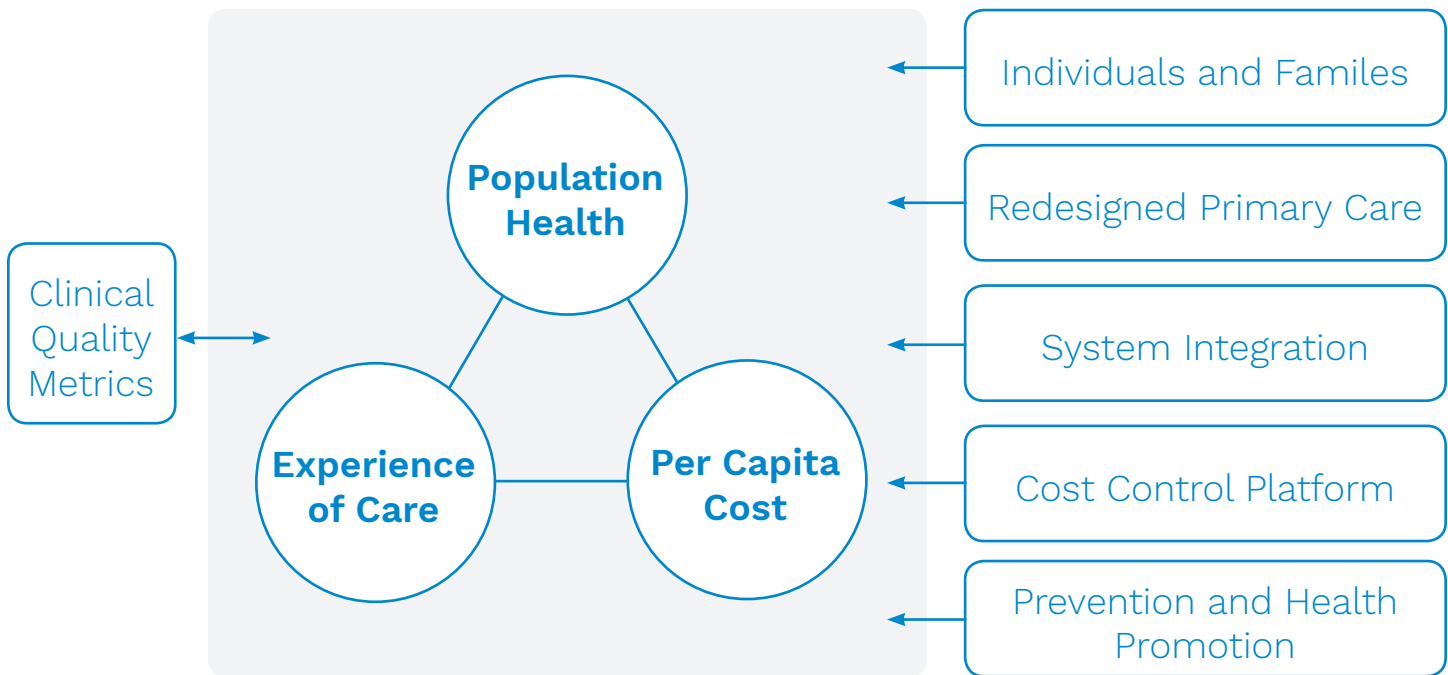 Clinical
Quality
Metrics
Population
Health
Experience
of Care
Per Capita
Cost
Individuals and Familes
Redesigned Primary Care
System Integration
Cost Control Platform
Prevention and Health
Promotion